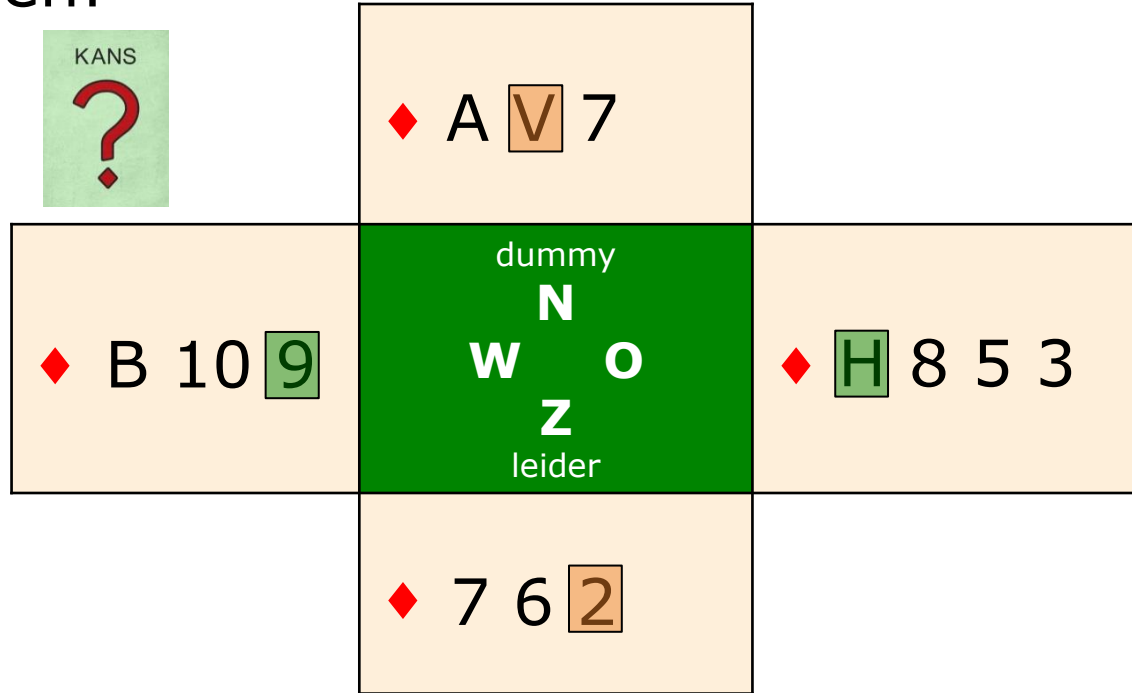 KANS
?
♦ A V 7
dummy
N
♦ B 10 9
W O
♦ H 8 5 3
Z
leider
♦ 7 6 2